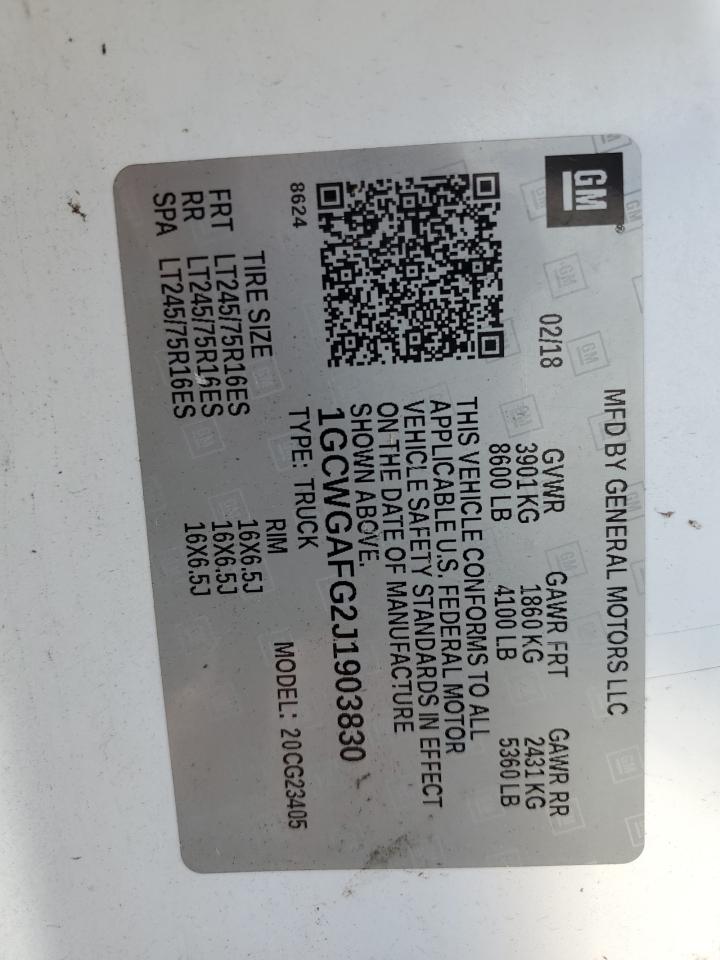 GM
MFD BY GENERAL MOTORS LLC
02/18 GVWR GAWR FRT GAWR RR
3901 KG 1860 KG 2431 KG
8600 LB 4100 LB 5360 LB
THIS VEHICLE CONFORMS TO ALL
APPLICABLE U.S. FEDERAL MOTOR
VEHICLE SAFETY STANDARDS IN EFFECT
ON THE DATE OF MANUFACTURE
SHOWN ABOVE.
1GCWGAFG2J1903830
8624 TYPE: TRUCK MODEL: 20CG23405
TIRE SIZE RIM
FRT LT245/75R16ES 16X6.5J
RR LT245/75R16ES 16X6.5J
SPA LT245/75R16ES 16X6.5J